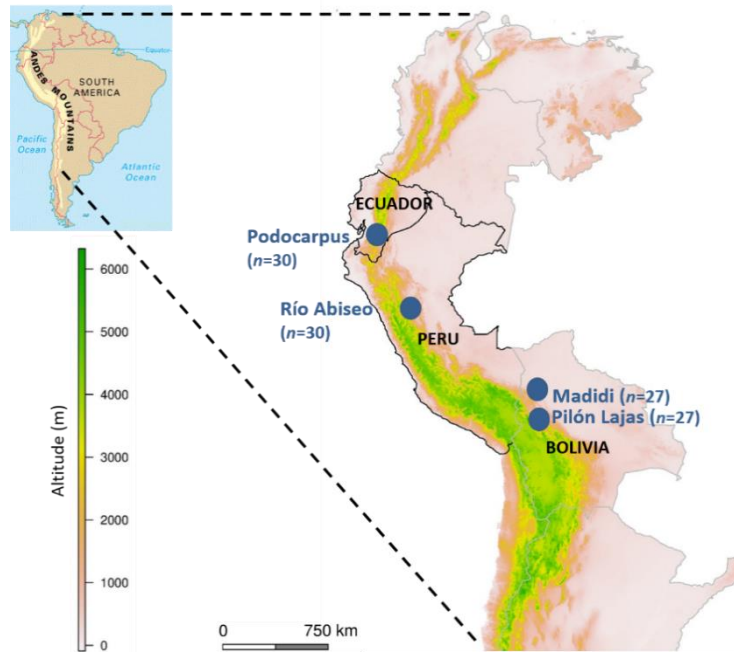 Equator
ANDES MOUNTAINS
SOUTH
AMERICA
Pacific
Ocean
Atlantic
Ocean
ECUADOR
Podocarpus
(n=30)
Río Abiseo
(n=30)
PERU
Madidi (n=27)
Pilón Lajas (n=27)
BOLIVIA
Altitude (m)
6000
5000
4000
3000
2000
1000
0
0 750 km